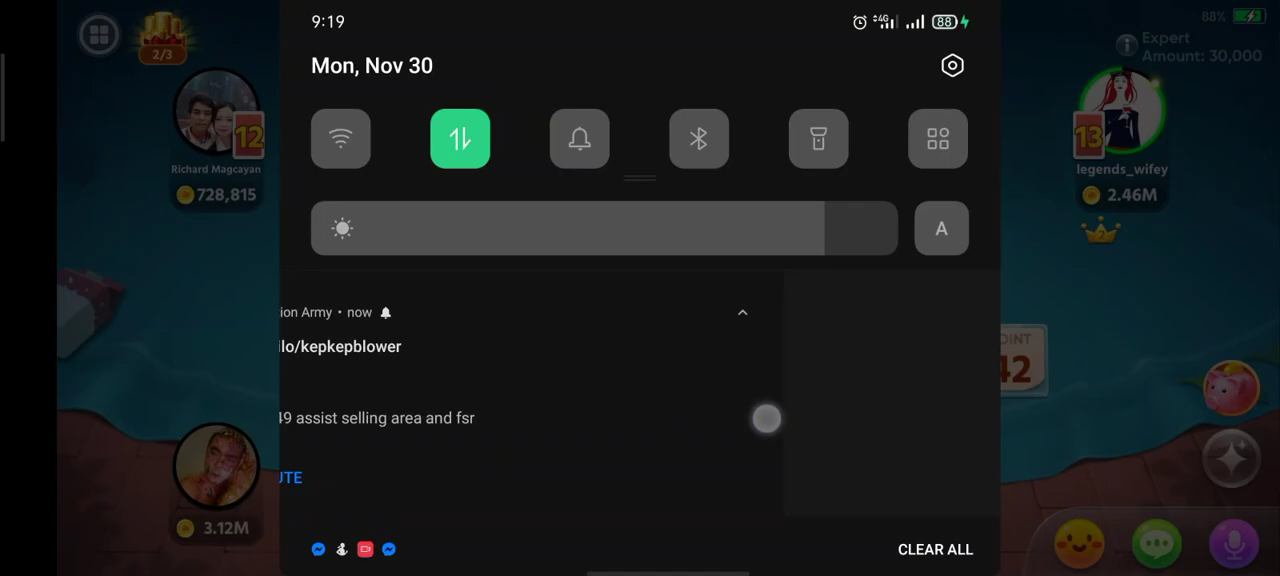 9:19
4G
88
88%
Mon, Nov 30
Expert
Amount: 30,000
2/3
12
Richard Magcayan
728,815
13
legends_wifey
2.46M
2
A
ion Army • now
ilo/kepkepblower
49 assist selling area and fsr
UTE
OINT
42
3.12M
CLEAR ALL